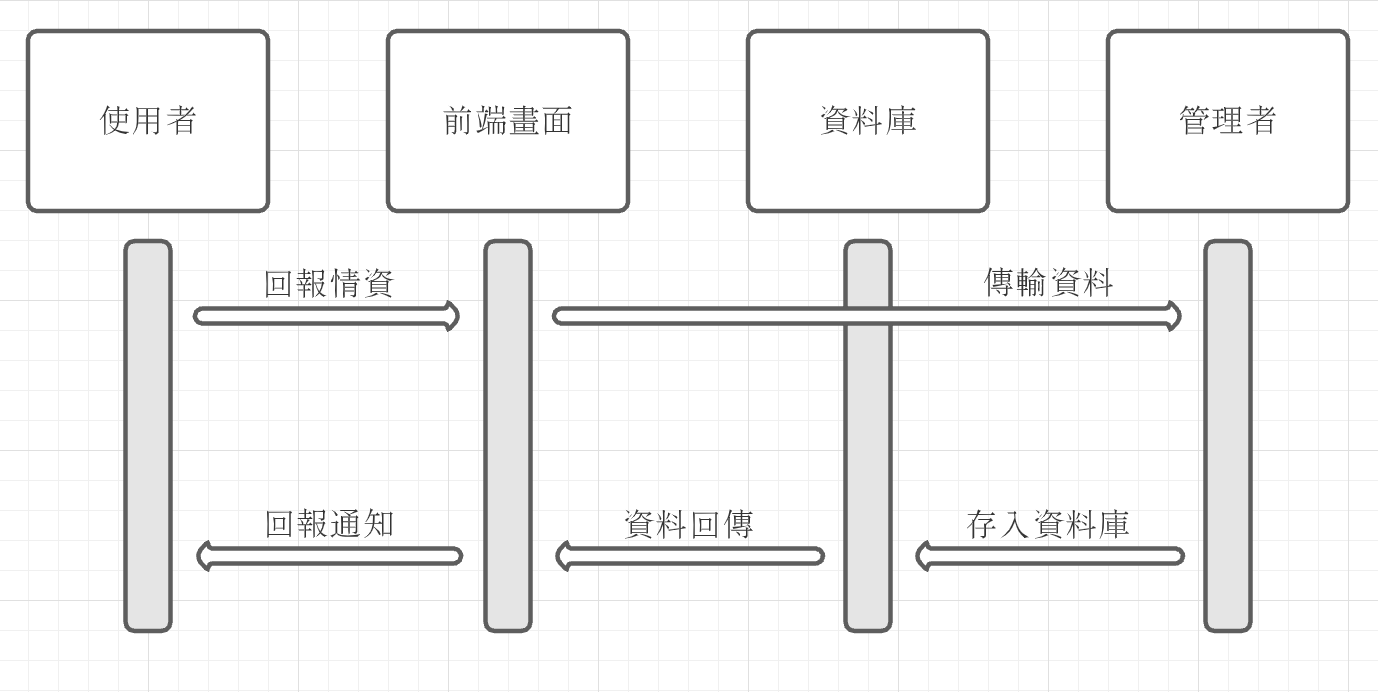 使用者
前端畫面
資料庫
管理者
回報情資
傳輸資料
回報通知
資料回傳
存入資料庫